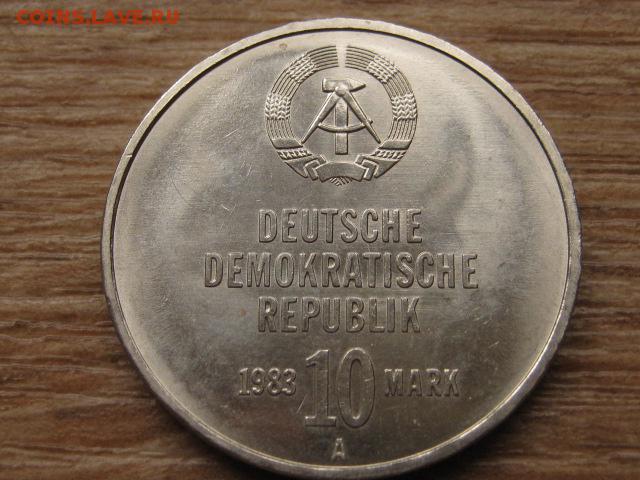 COINS.LAVE.RU
DEUTSCHE
DEMOKRATISCHE
REPUBLIK
1983 10 MARK
A